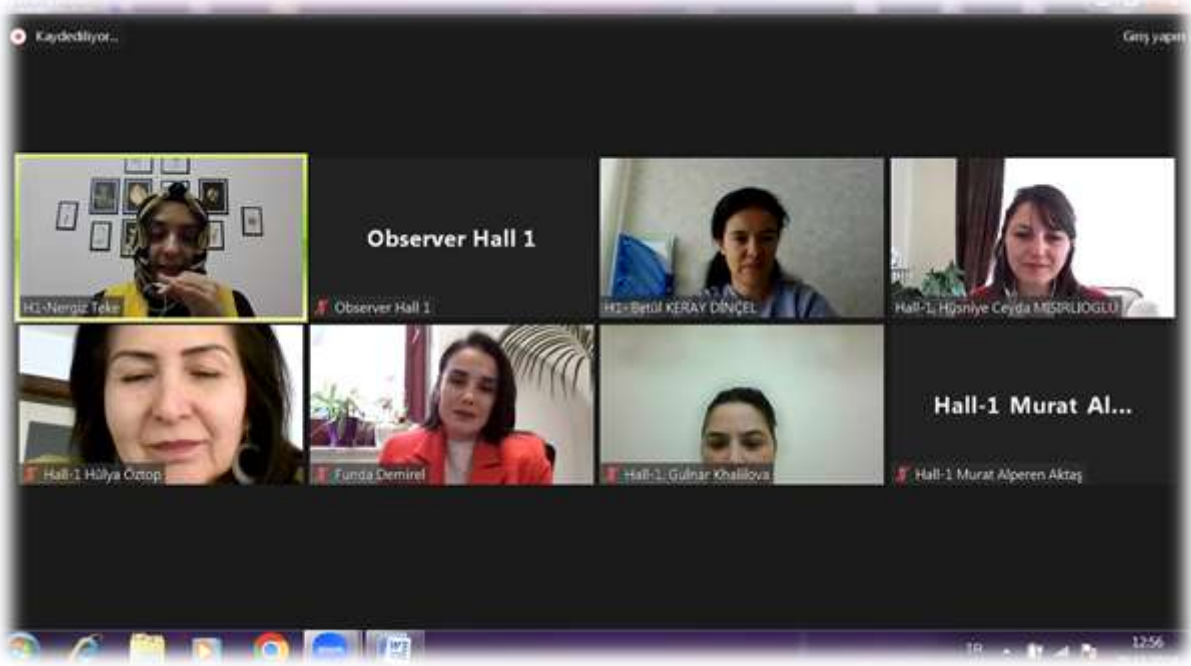 Kaydediliyor...
Giriş yapın
H1-Nergiz Teke
Observer Hall 1
Observer Hall 1
H1- Betül KERAY DİNÇEL
Hall-1, Hüsniye Ceyda MISIRLIOĞLU
Hall-1 Hülya Öztop
Funda Demirel
Hall-1, Gulnar Khalilova
Hall-1 Murat Al...
Hall-1 Murat Alperen Aktaş
zoom
TR
12:56